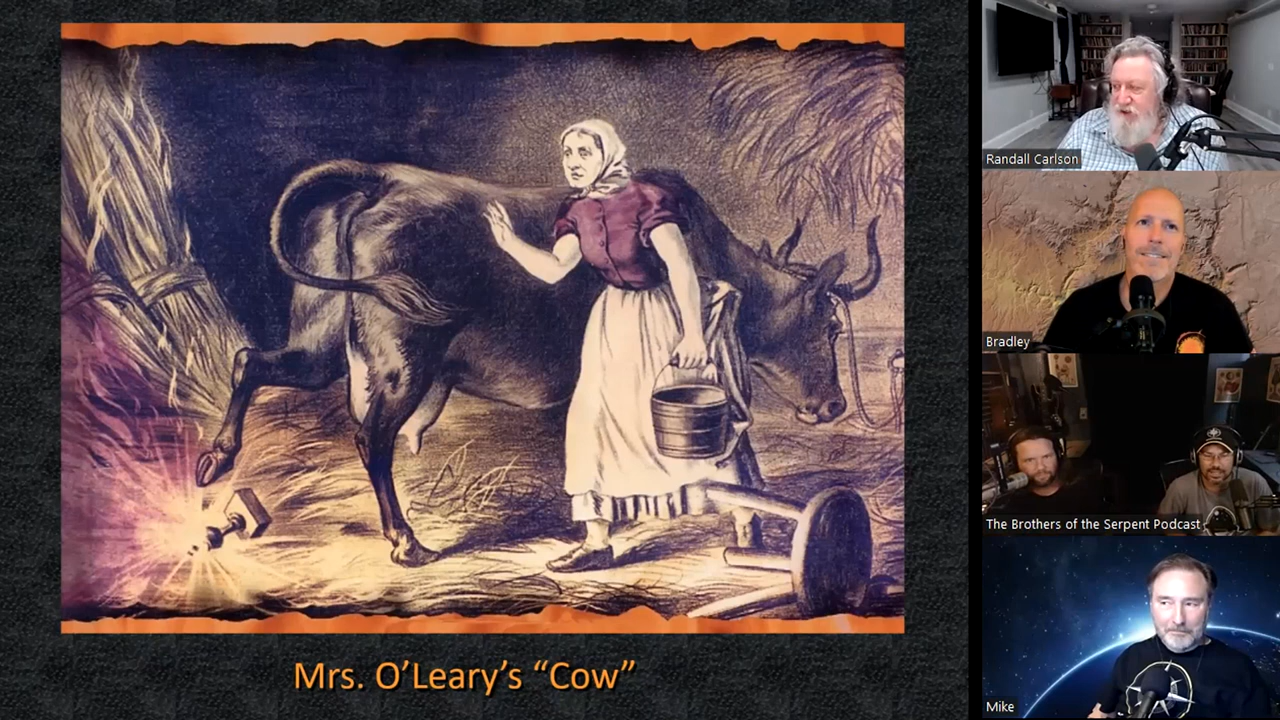 Mrs. O’Leary’s “Cow”
Randall Carlson
Bradley
The Brothers of the Serpent Podcast
Mike